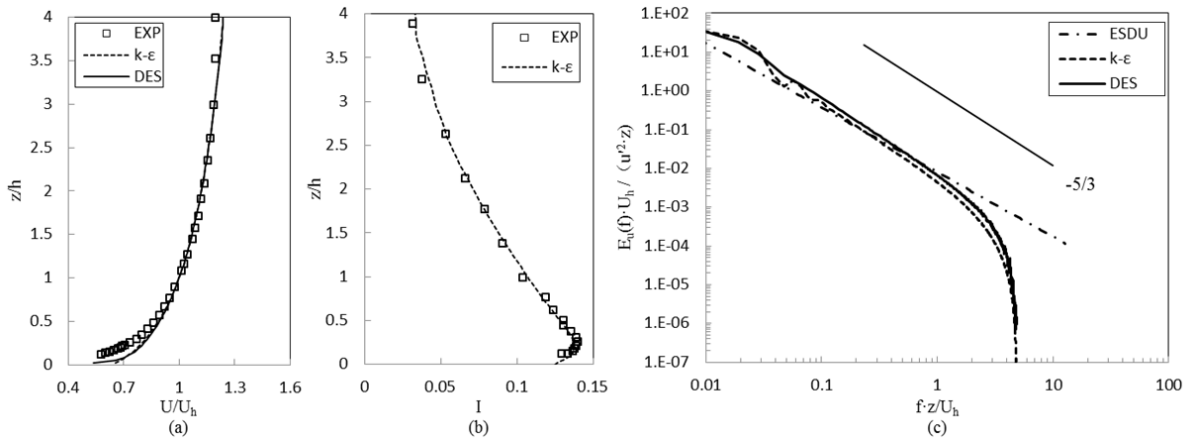 4
3.5
3
2.5
2
1.5
1
0.5
0
z/h
EXP
k-ε
DES
0.4 0.7 1 1.3 1.6
U/Uh
(a)
4
3.5
3
2.5
2
1.5
1
0.5
0
z/h
EXP
k-ε
0 0.05 0.1 0.15
I
(b)
1.E+02
1.E+01
1.E+00
1.E-01
1.E-02
1.E-03
1.E-04
1.E-05
1.E-06
1.E-07
Eu(f)·Uh / (u'²·z)
ESDU
k-ε
DES
-5/3
0.01 0.1 1 10 100
f·z/Uh
(c)